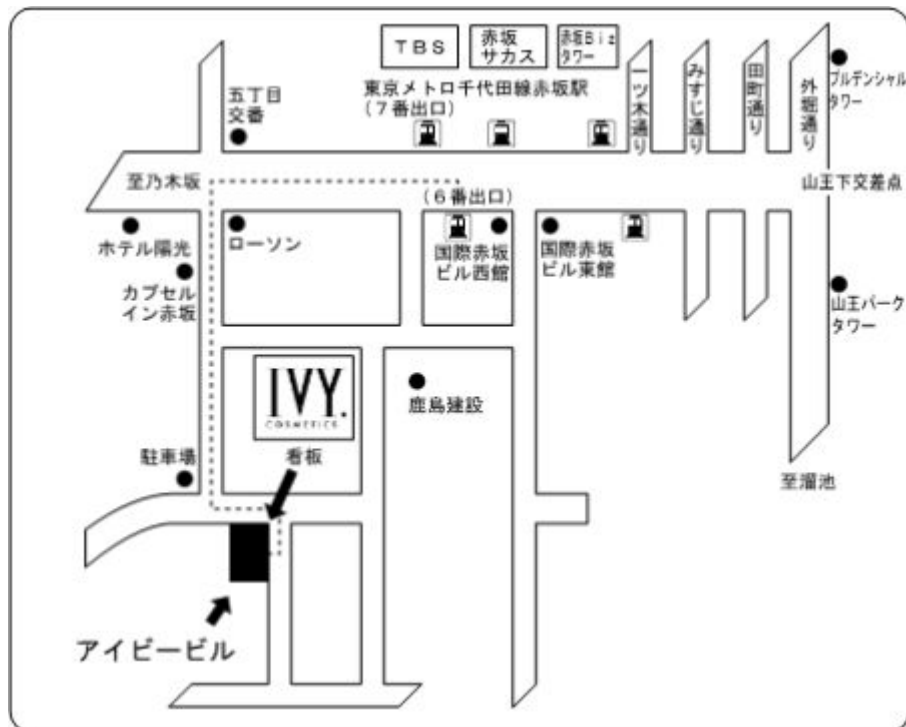 TBS
赤坂
サカス
赤坂Biz
タワー
五丁目
交番
東京メトロ千代田線赤坂駅
(7番出口)
一ツ木通り
みすじ通り
田町通り
外堀通り
プルデンシャル
タワー
至乃木坂
(6番出口)
山王下交差点
ホテル陽光
ローソン
国際赤坂
ビル西館
国際赤坂
ビル東館
カプセル
イン赤坂
山王パーク
タワー
IVY.
COSMETICS
鹿島建設
駐車場
看板
至溜池
アイビービル